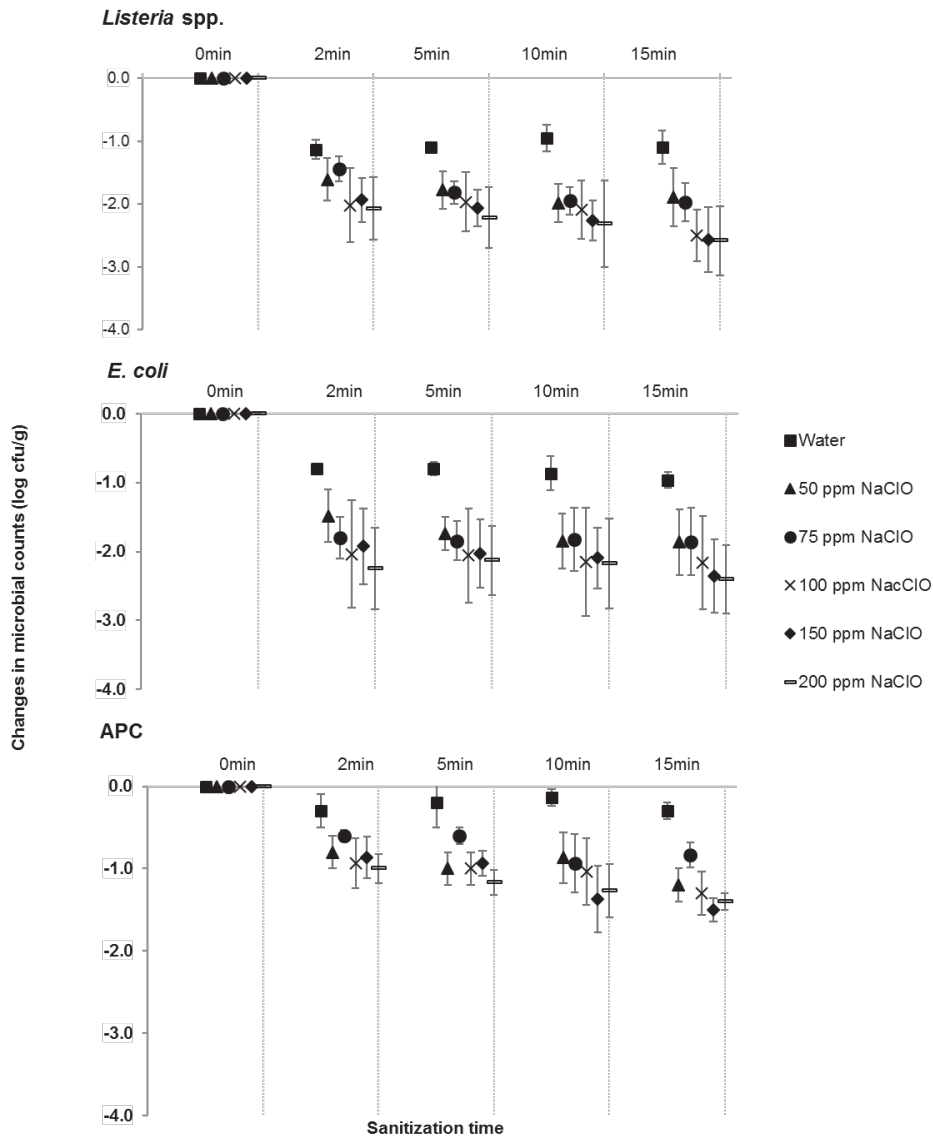 Listeria spp.
0min 2min 5min 10min 15min
0.0
-1.0
-2.0
-3.0
-4.0
E. coli
0min 2min 5min 10min 15min
0.0
-1.0
-2.0
-3.0
-4.0
APC
0min 2min 5min 10min 15min
0.0
-1.0
-2.0
-3.0
-4.0
Sanitization time
Changes in microbial counts (log cfu/g)
Water
50 ppm NaClO
75 ppm NaClO
100 ppm NacClO
150 ppm NaClO
200 ppm NaClO